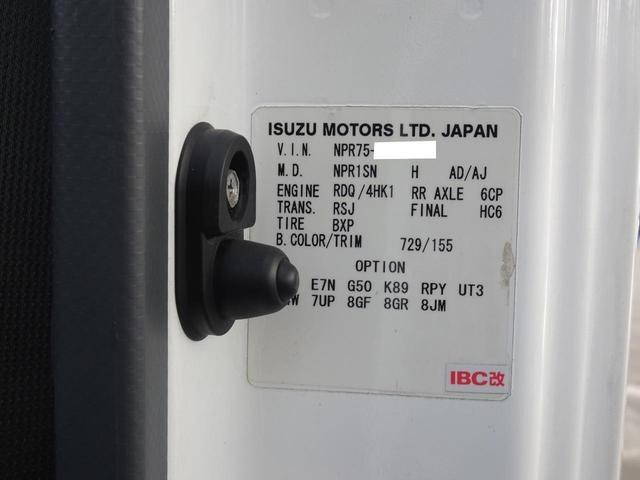 ISUZU MOTORS LTD. JAPAN
V.I.N. NPR75-
M.D. NPR1SN H AD/AJ
ENGINE RDQ/4HK1 RR AXLE 6CP
TRANS. RSJ FINAL HC6
TIRE BXP
B.COLOR/TRIM 729/155
OPTION
E7N G50 K89 RPY UT3
7UP 8GF 8GR 8JM
IBC改